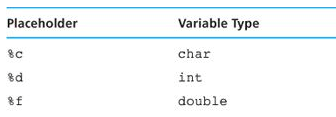 Placeholder Variable Type
%c char
%d int
%f double